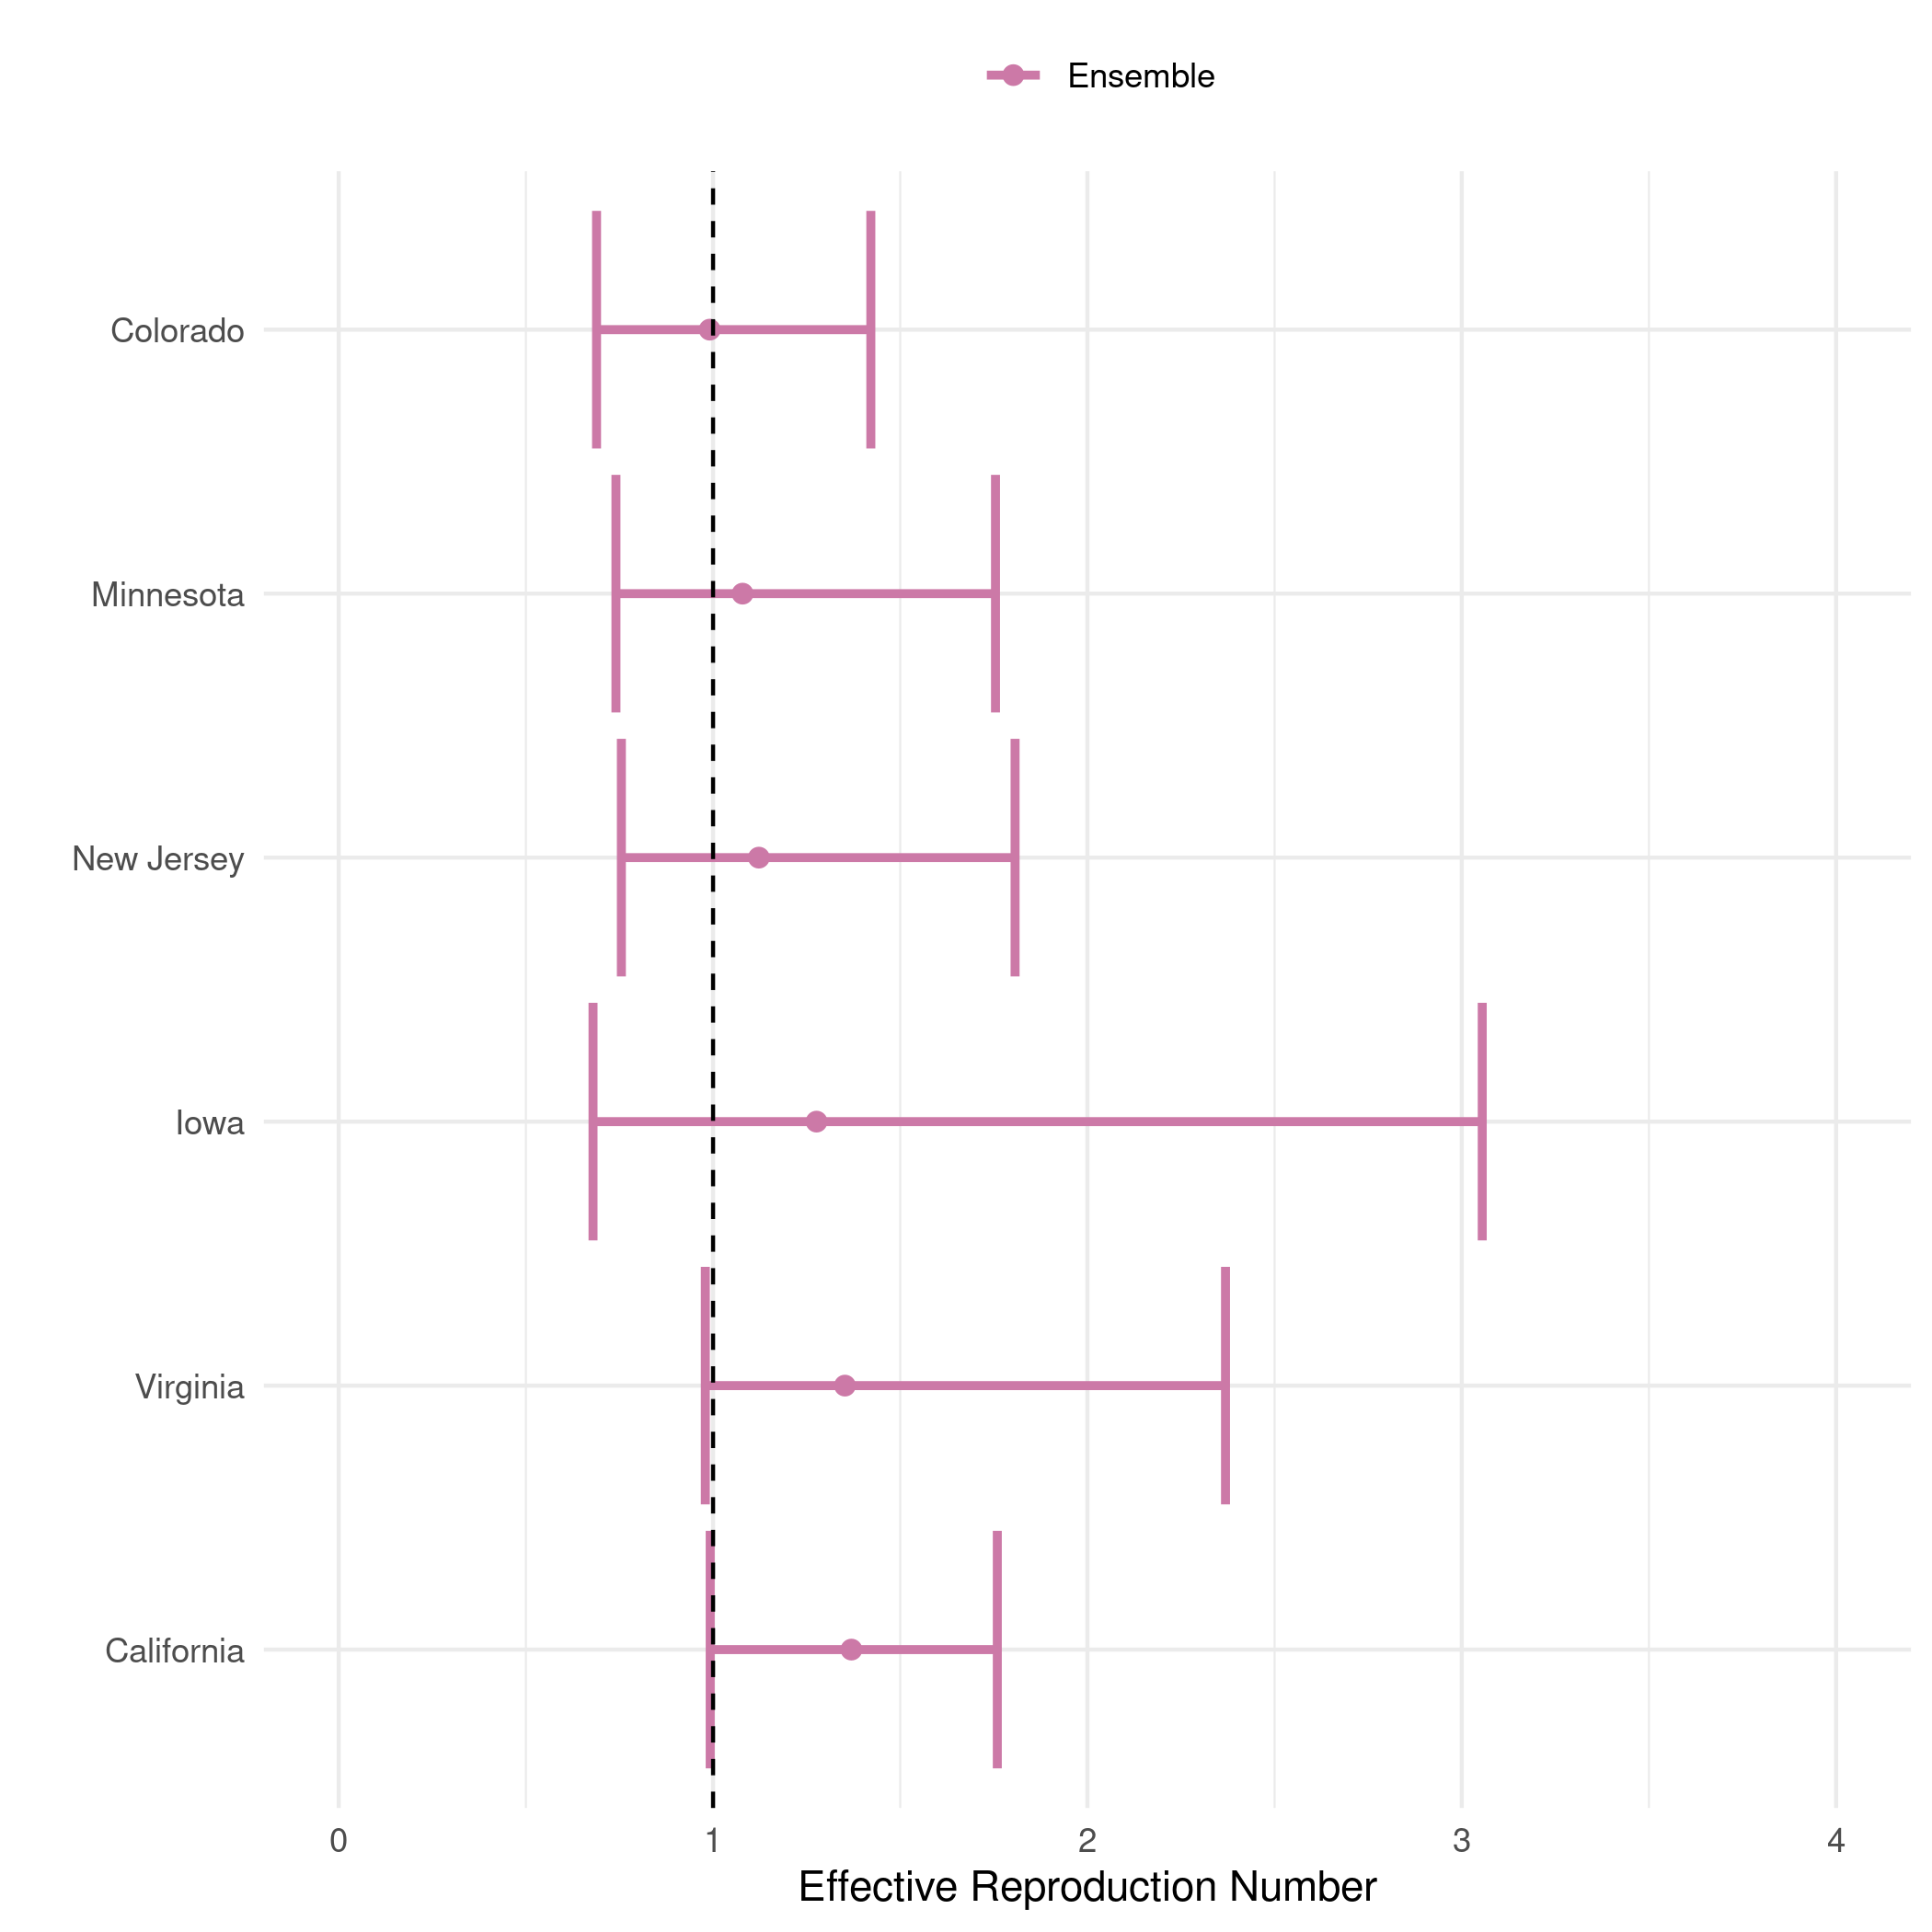 Ensemble
Colorado
Minnesota
New Jersey
Iowa
Virginia
California
0 1 2 3 4
Effective Reproduction Number